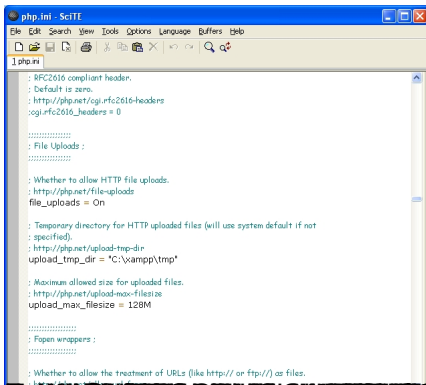 php.ini - SciTE
File Edit Search View Tools Options Language Buffers Help
1 php.ini
; RFC2616 compliant header.
; Default is zero.
; http://php.net/cgi.rfc2616-headers
;cgi.rfc2616_headers = 0
;;;;;;;;;;;;;;;;
; File Uploads ;
;;;;;;;;;;;;;;;;
; Whether to allow HTTP file uploads.
; http://php.net/file-uploads
file_uploads = On
; Temporary directory for HTTP uploaded files (will use system default if not
; specified).
; http://php.net/upload-tmp-dir
upload_tmp_dir = "C:\xampp\tmp"
; Maximum allowed size for uploaded files.
; http://php.net/upload-max-filesize
upload_max_filesize = 128M
;;;;;;;;;;;;;;;;;;
; Fopen wrappers ;
;;;;;;;;;;;;;;;;;;
; Whether to allow the treatment of URLs (like http:// or ftp://) as files.